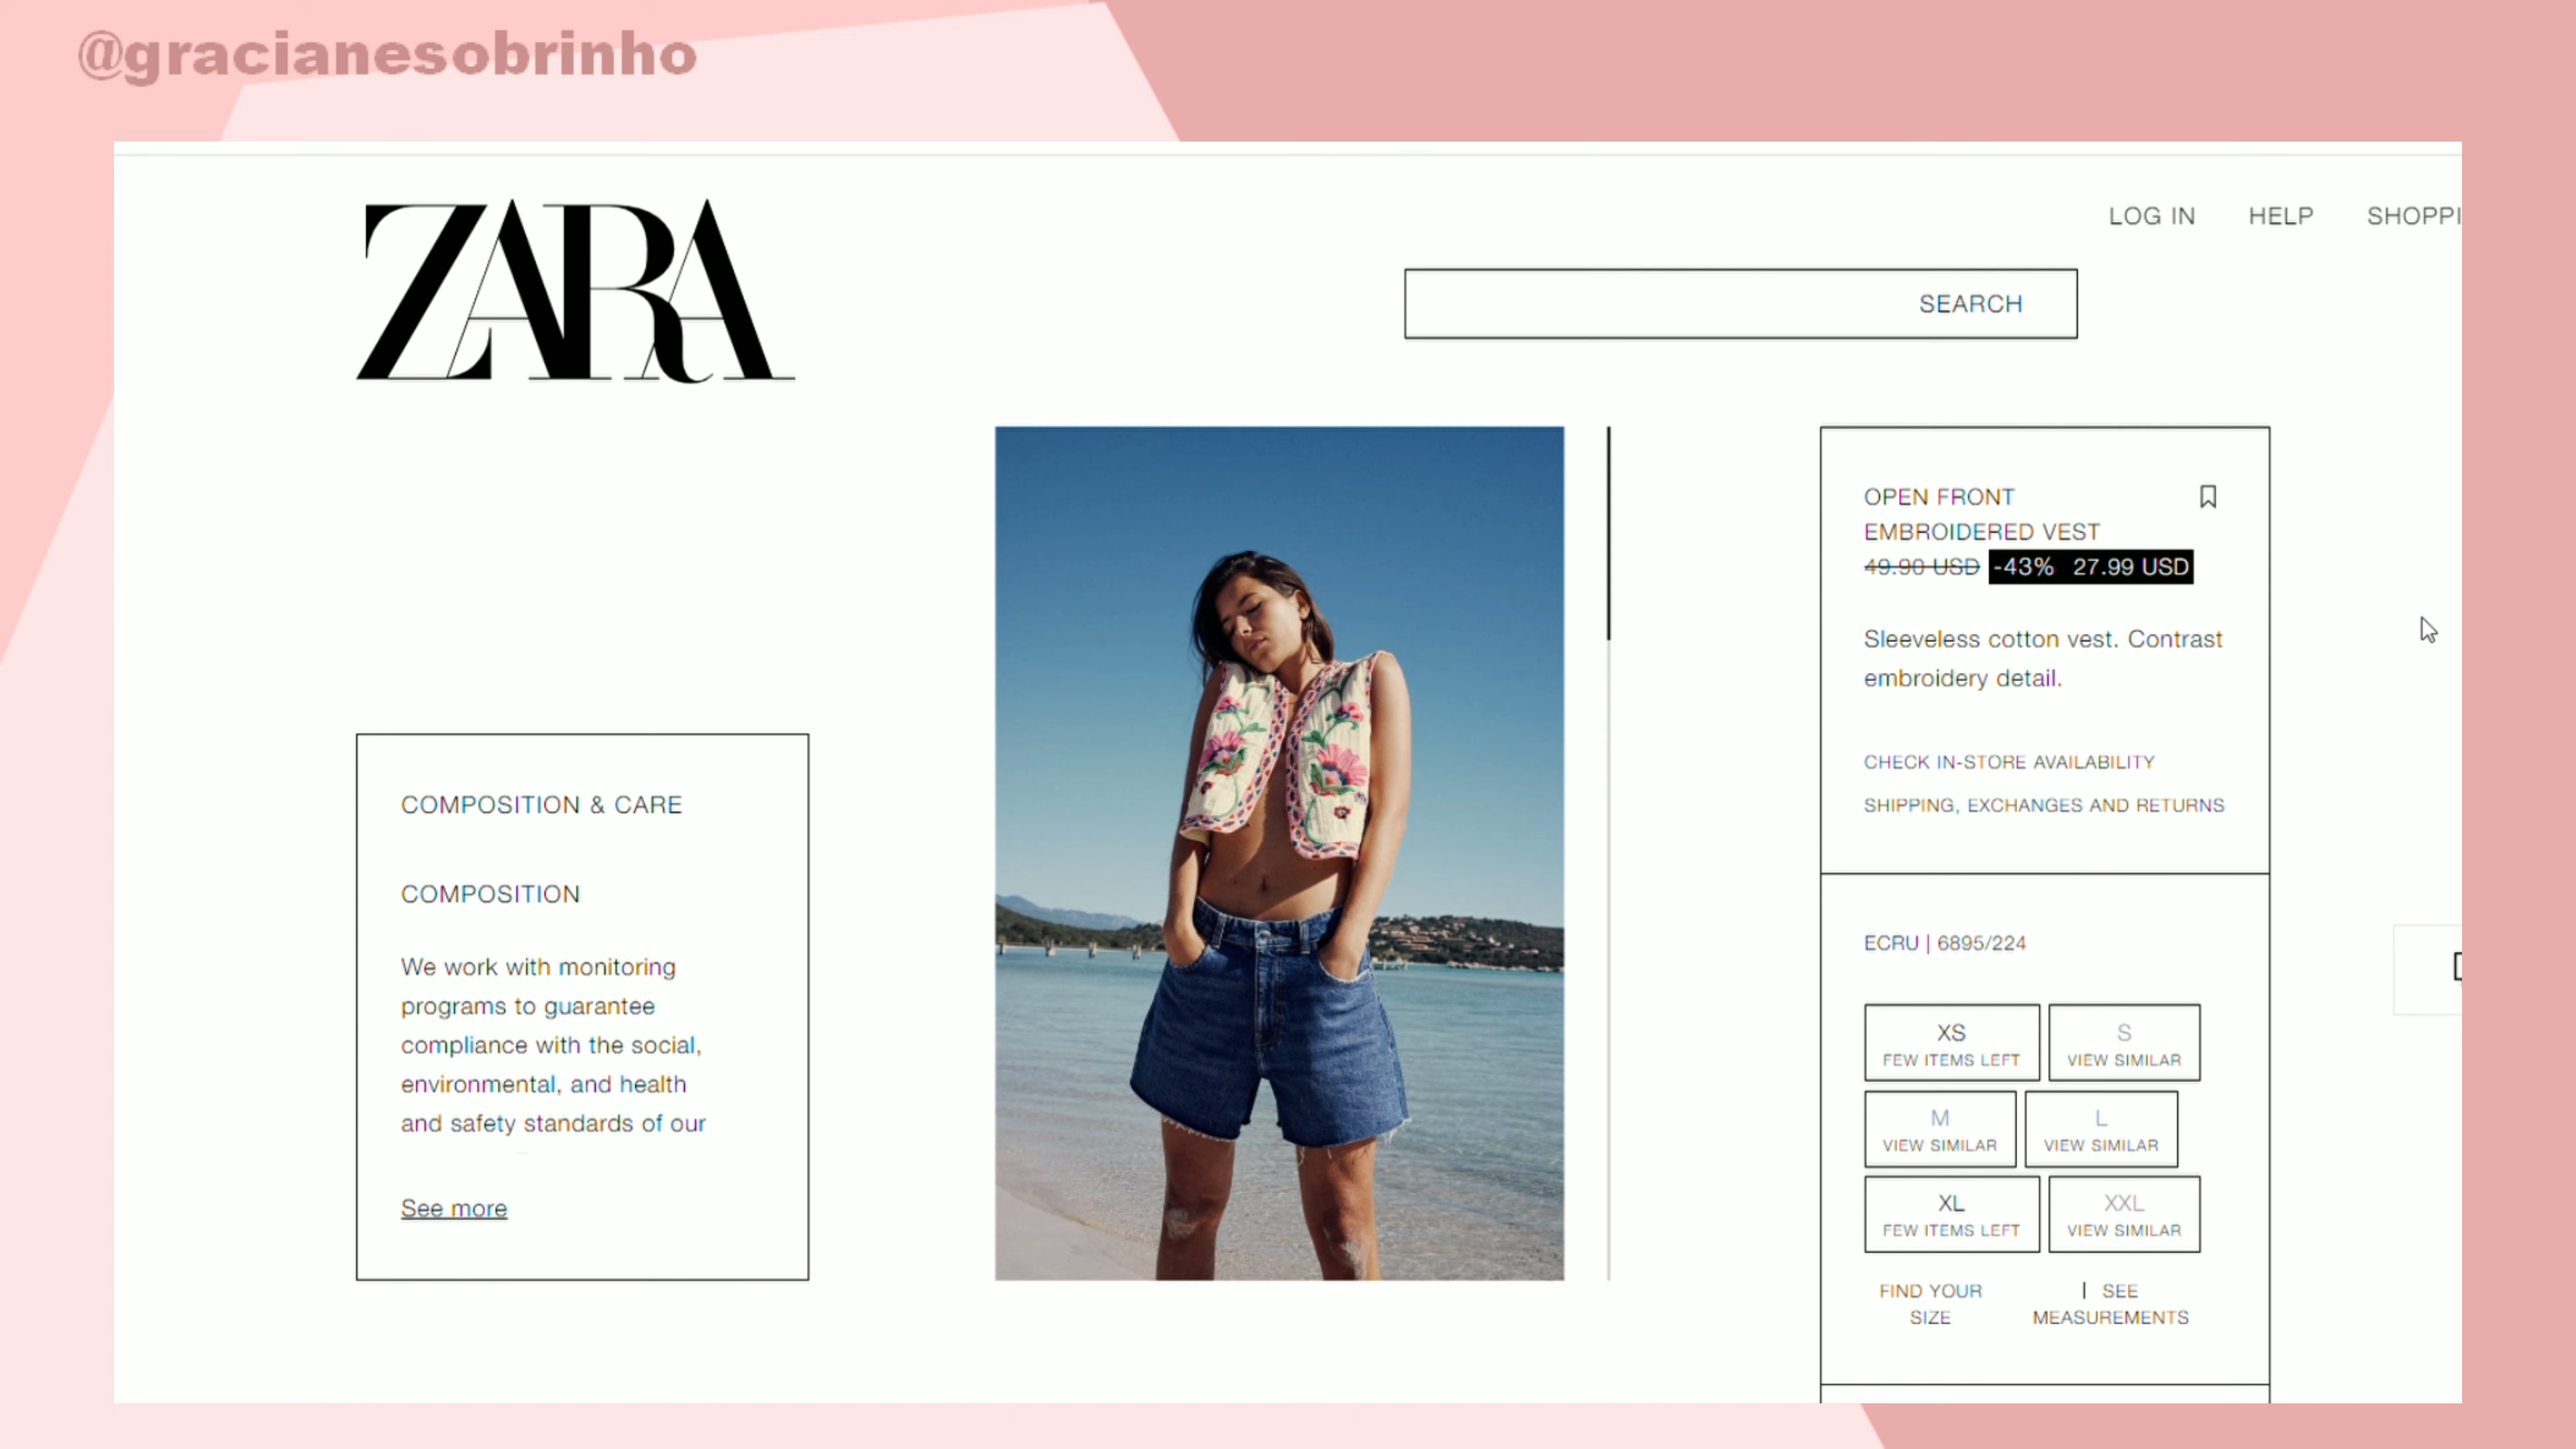 @gracianesobrinho
ZARA
LOG IN
HELP
SEARCH
COMPOSITION & CARE
COMPOSITION
We work with monitoring
programs to guarantee
compliance with the social,
environmental, and health
and safety standards of our
See more
OPEN FRONT
EMBROIDERED VEST
49.90 USD -43% 27.99 USD
Sleeveless cotton vest. Contrast
embroidery detail.
CHECK IN-STORE AVAILABILITY
SHIPPING, EXCHANGES AND RETURNS
ECRU | 6895/224
XS
FEW ITEMS LEFT
S
VIEW SIMILAR
M
VIEW SIMILAR
L
VIEW SIMILAR
XL
FEW ITEMS LEFT
XXL
VIEW SIMILAR
FIND YOUR
SIZE
| SEE
MEASUREMENTS